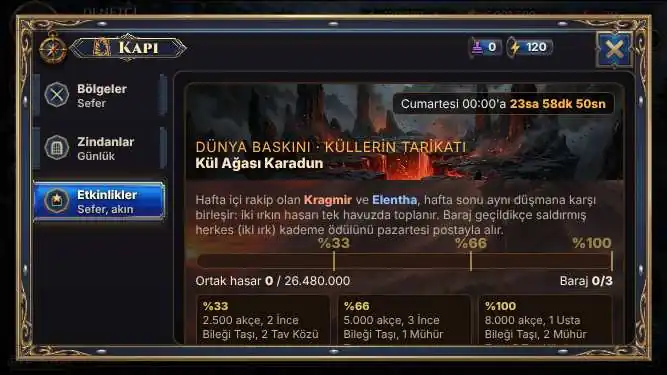 KAPI
0
120
Bölgeler
Sefer
Zindanlar
Günlük
Etkinlikler
Sefer, akın
Cumartesi 00:00'a 23sa 58dk 50sn
DÜNYA BASKINI · KÜLLERİN TARİKATI
Kül Ağası Karadun
Hafta içi rakip olan Kragmir ve Elentha, hafta sonu aynı düşmana karşı
birleşir: iki ırkın hasarı tek havuzda toplanır. Baraj geçildikçe saldırmış
herkes (iki ırk) kademe ödülünü pazartesi postayla alır.
%33 %66 %100
Ortak hasar 0 / 26.480.000 Baraj 0/3
%33
2.500 akçe, 2 İnce
Bileği Taşı, 2 Tav Közü
%66
5.000 akçe, 3 İnce
Bileği Taşı, 1 Mühür
%100
8.000 akçe, 1 Usta
Bileği Taşı, 2 Mühür